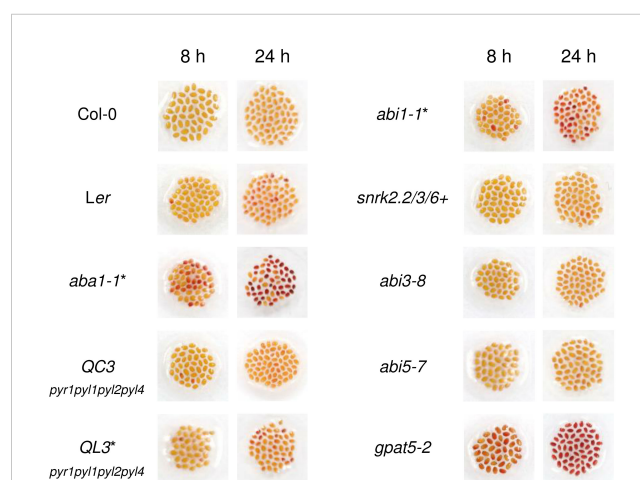 8 h 24 h 8 h 24 h
Col-0 abi1-1*
Ler snrk2.2/3/6+
aba1-1* abi3-8
QC3 abi5-7
pyr1pyl1pyl2pyl4
QL3* gpat5-2
pyr1pyl1pyl2pyl4